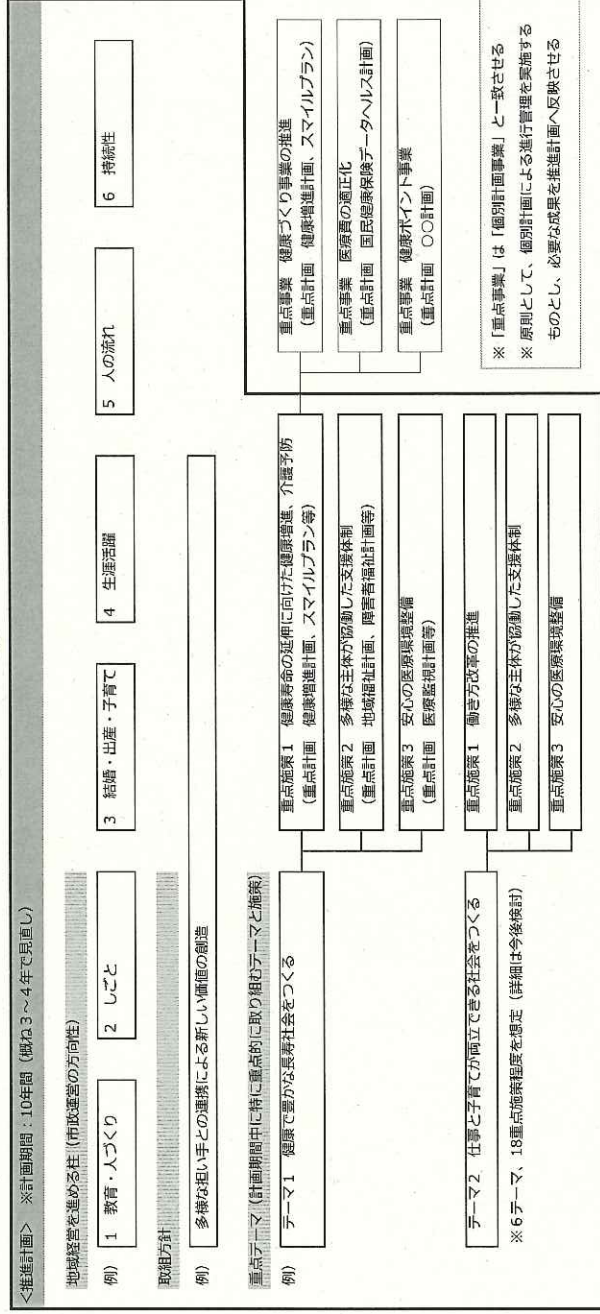 <推進計画> ※計画期間:10年間(概ね3~4年で見直し)
地域経営を進める柱(市政運営の方向性)
例)
1 教育・人づくり
2 しごと
3 結婚・出産・子育て
4 生涯活躍
5 人の流れ
6 持続性
取組方針
例)
多様な担い手との連携による新しい価値の創造
重点テーマ(計画期間中に特に重点的に取り組むテーマと施策)
例)
テーマ1 健康で豊かな長寿社会をつくる
重点施策1 健康寿命の延伸に向けた健康増進、介護予防
(重点計画 健康増進計画、スマイルプラン等)
重点施策2 多様な主体が協働した支援体制
(重点計画 地域福祉計画、障害者福祉計画等)
重点施策3 安心の医療環境整備
(重点計画 医療監視計画等)
重点事業 健康づくり事業の推進
(重点計画 健康増進計画、スマイルプラン)
重点事業 医療費の適正化
(重点計画 国民健康保険データヘルス計画)
重点事業 健康ポイント事業
(重点計画 ○○計画)
テーマ2 仕事と子育てが両立できる社会をつくる
重点施策1 働き方改革の推進
重点施策2 多様な主体が協働した支援体制
重点施策3 安心の医療環境整備
※6テーマ、18重点施策程度を想定(詳細は今後検討)
※「重点事業」は「個別計画事業」と一致させる
※原則として、個別計画による進行管理を実施する
ものとし、必要な成果を推進計画へ反映させる